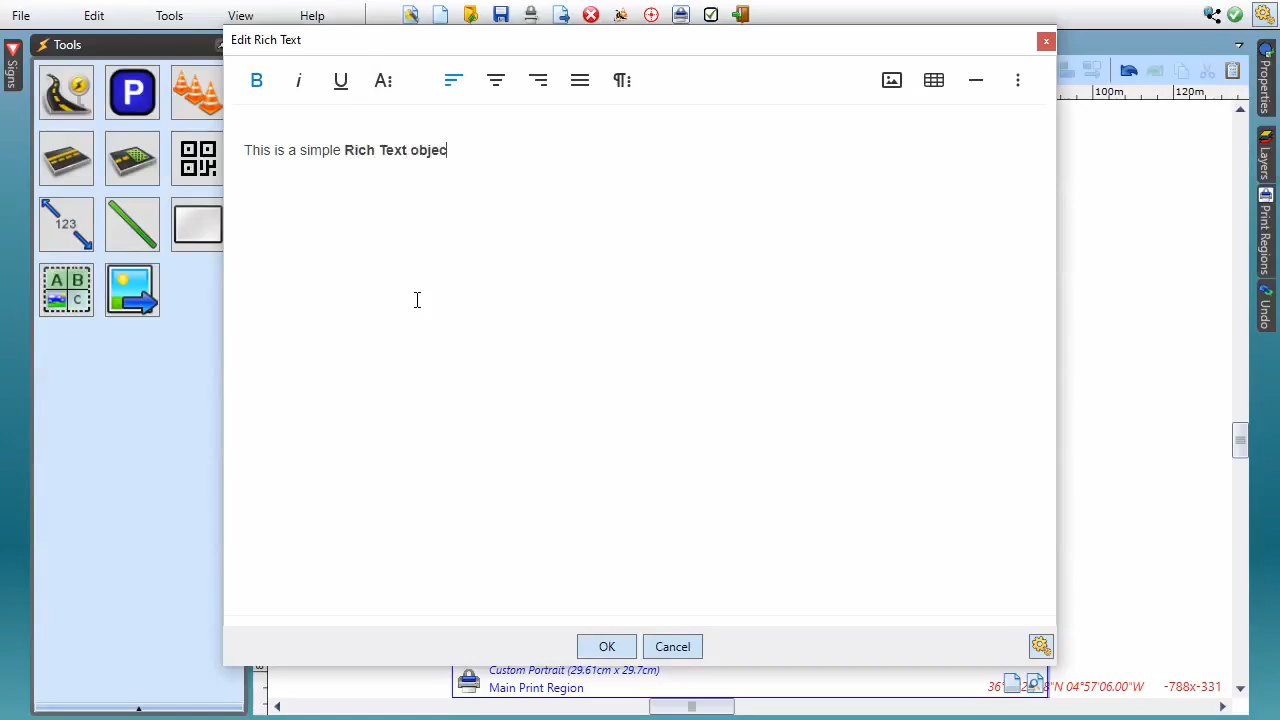 File Edit Tools View Help
Signs
Tools
Edit Rich Text
x
B i U A
P
123
A B
C
This is a simple Rich Text objec
OK Cancel
100m 120m
Properties
Layers
Print Regions
Undo
Custom Portrait (29.61cm x 29.7cm)
Main Print Region
04°57'06.00"W -788x-331